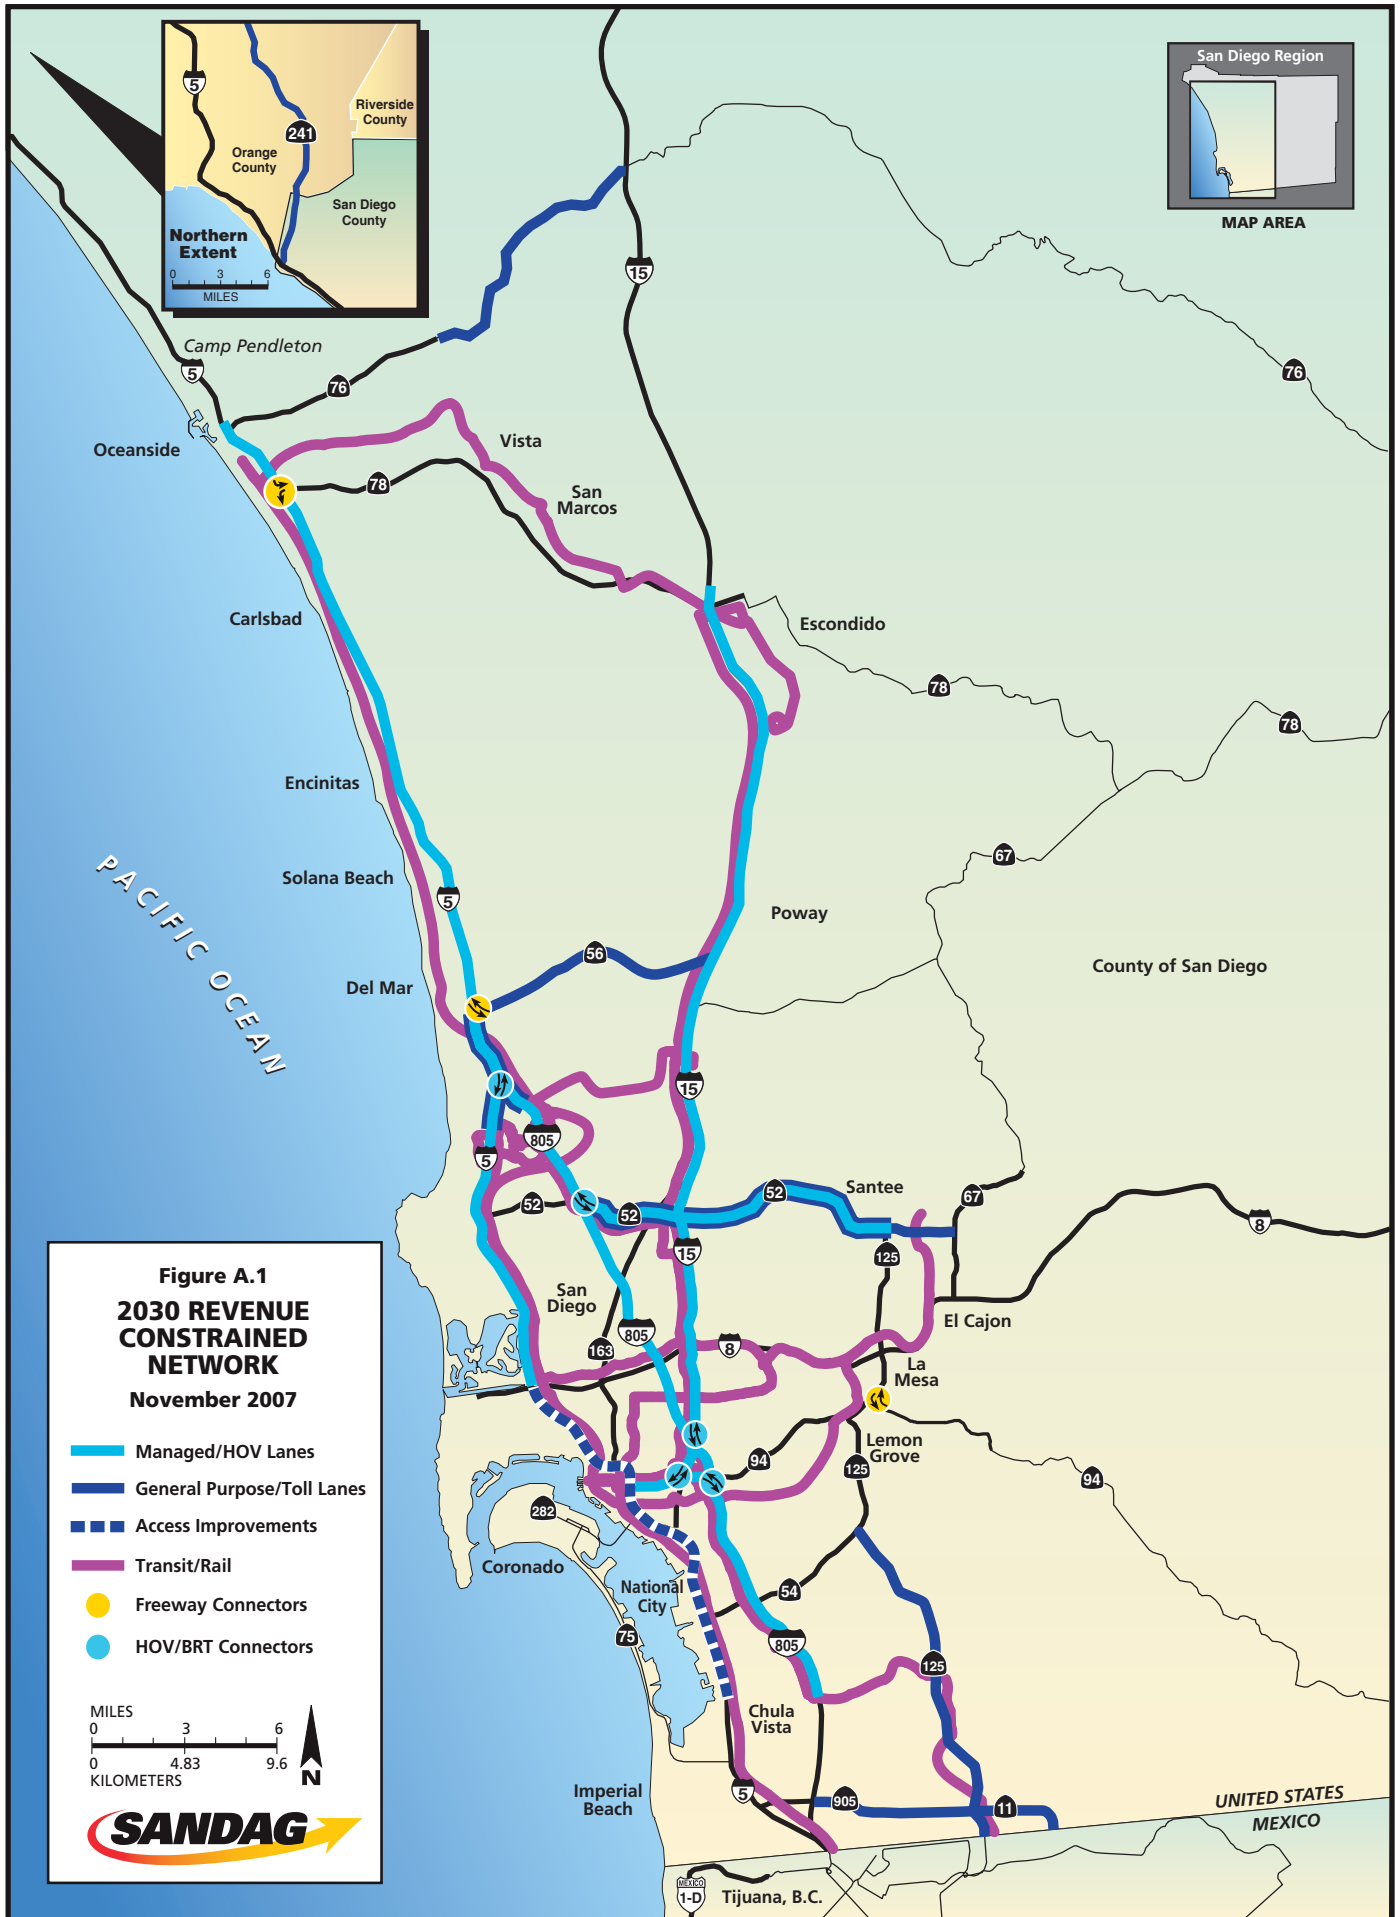 San Diego Region
MAP AREA
5
241
Riverside
County
Orange
County
San Diego
County
Northern
Extent
0 3 6
MILES
15
Camp Pendleton
5
76
76
Oceanside
Vista
78
San
Marcos
Carlsbad
Escondido
78
78
Encinitas
67
Solana Beach
5
Poway
PACIFIC OCEAN
56
County of San Diego
Del Mar
15
805
5
52
52
52
Santee
67
8
125
15
San
Diego
El Cajon
805
163
8
La
Mesa
Lemon
Grove
94
125
94
282
Coronado
National
City
54
75
805
125
Chula
Vista
Imperial
Beach
5
905
11
UNITED STATES
MEXICO
MEXICO
1-D
Tijuana, B.C.
Figure A.1
2030 REVENUE
CONSTRAINED
NETWORK
November 2007
Managed/HOV Lanes
General Purpose/Toll Lanes
Access Improvements
Transit/Rail
Freeway Connectors
HOV/BRT Connectors
MILES
0 3 6
0 4.83 9.6
KILOMETERS
N
SANDAG